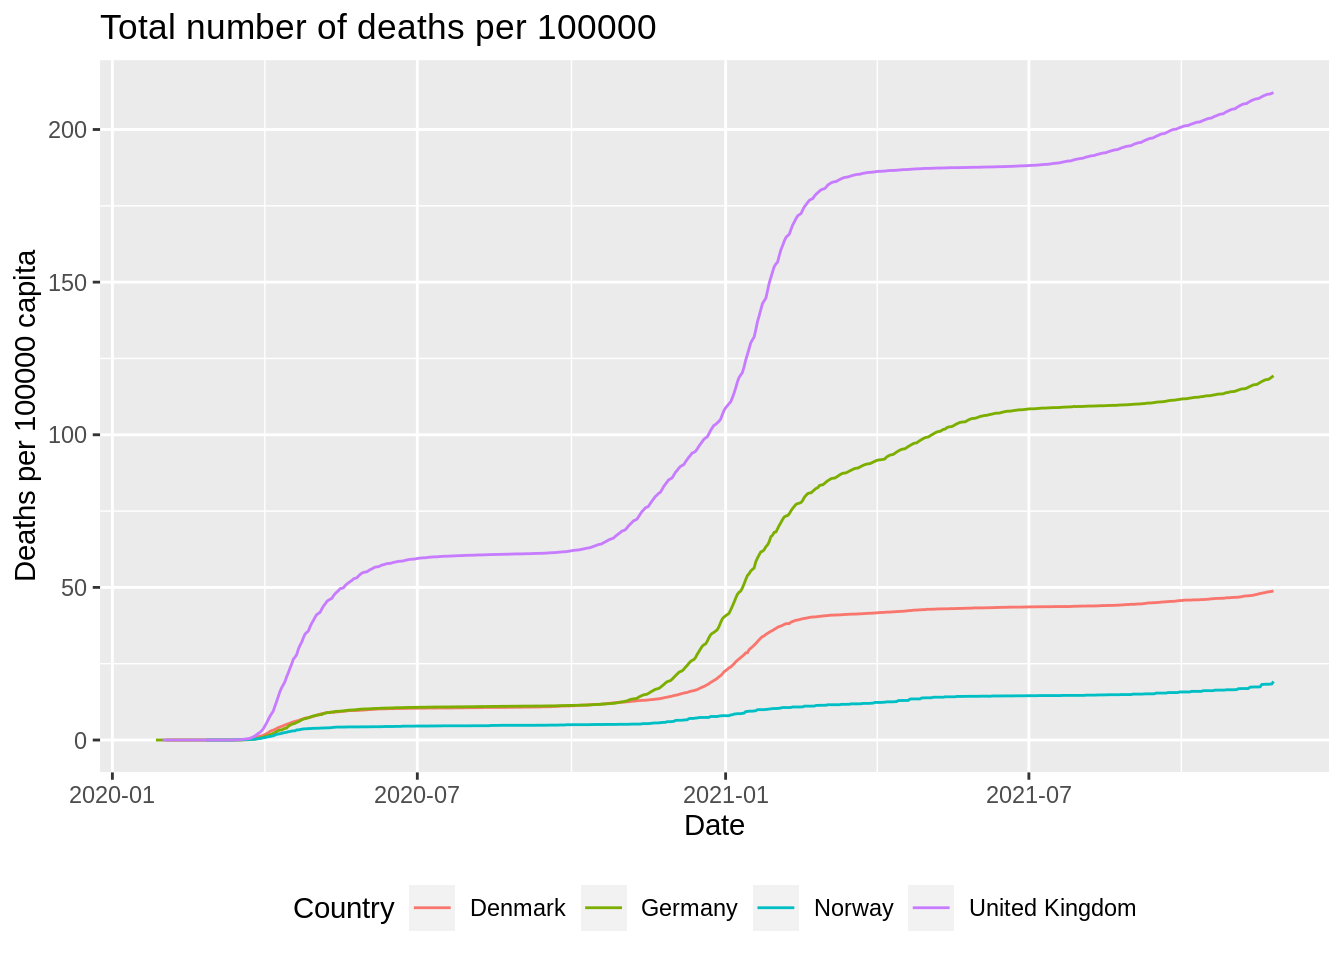 Total number of deaths per 100000
Deaths per 100000 capita
200
150
100
50
0
2020-01 2020-07 2021-01 2021-07
Date
Country Denmark Germany Norway United Kingdom